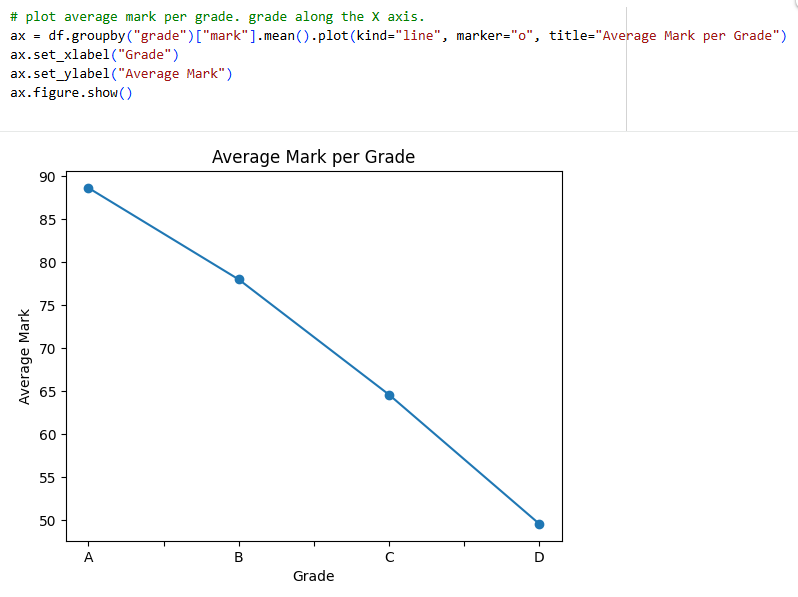 # plot average mark per grade. grade along the X axis.
ax = df.groupby("grade")["mark"].mean().plot(kind="line", marker="o", title="Average Mark per Grade")
ax.set_xlabel("Grade")
ax.set_ylabel("Average Mark")
ax.figure.show()
Average Mark per Grade
90
85
80
75
70
65
60
55
50
Average Mark
A B C D
Grade